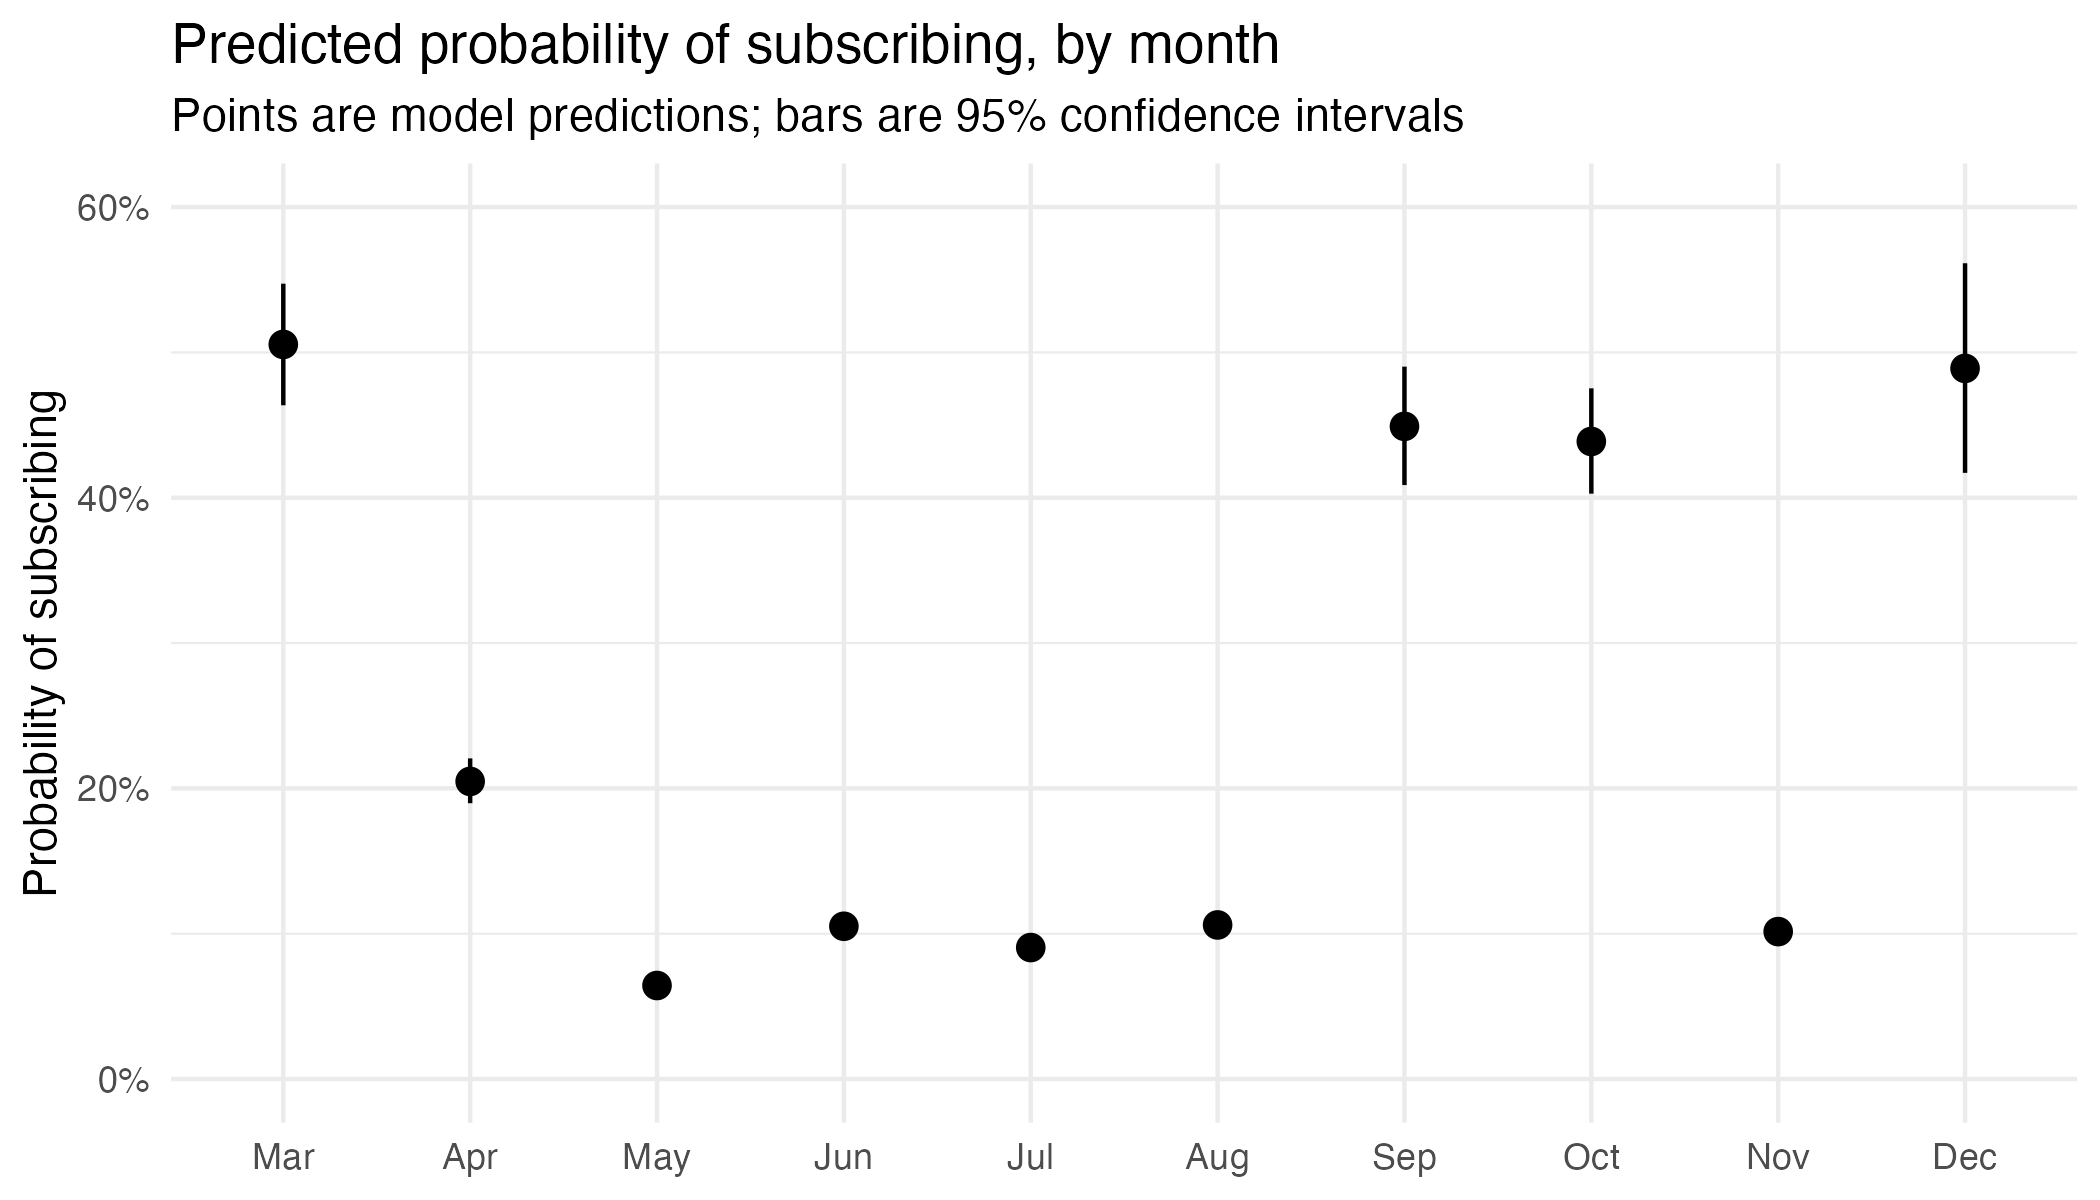 Predicted probability of subscribing, by month
Points are model predictions; bars are 95% confidence intervals
Probability of subscribing
60%
40%
20%
0%
Mar Apr May Jun Jul Aug Sep Oct Nov Dec